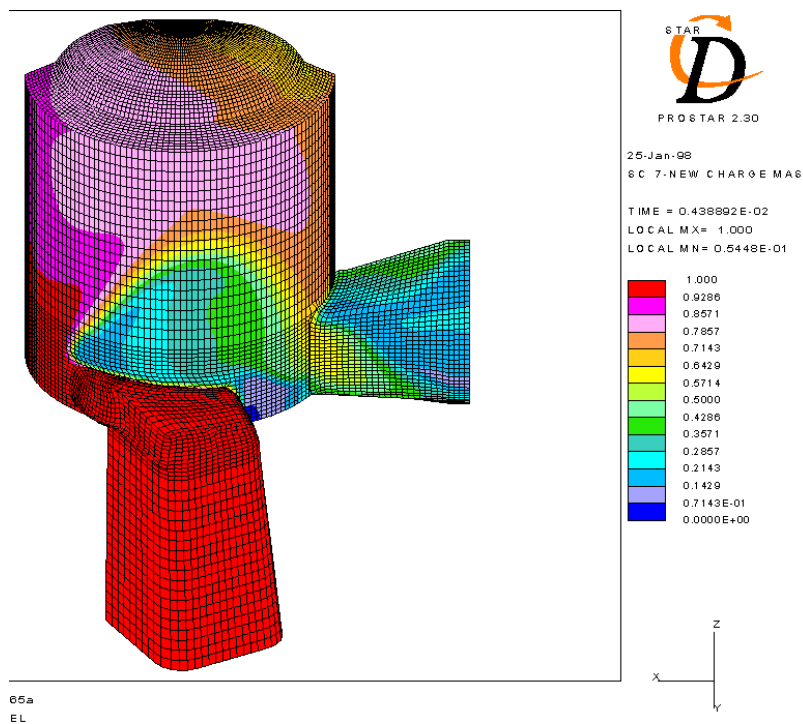 STAR
D
PROSTAR 2.30
25-Jan-98
SC 7-NEW CHARGE MAS
TIME = 0.438892E-02
LOCAL MX= 1.000
LOCAL MN= 0.5448E-01
1.000
0.9286
0.8571
0.7857
0.7143
0.6429
0.5714
0.5000
0.4286
0.3571
0.2857
0.2143
0.1429
0.7143E-01
0.0000E+00
Z
X
Y
65a
EL